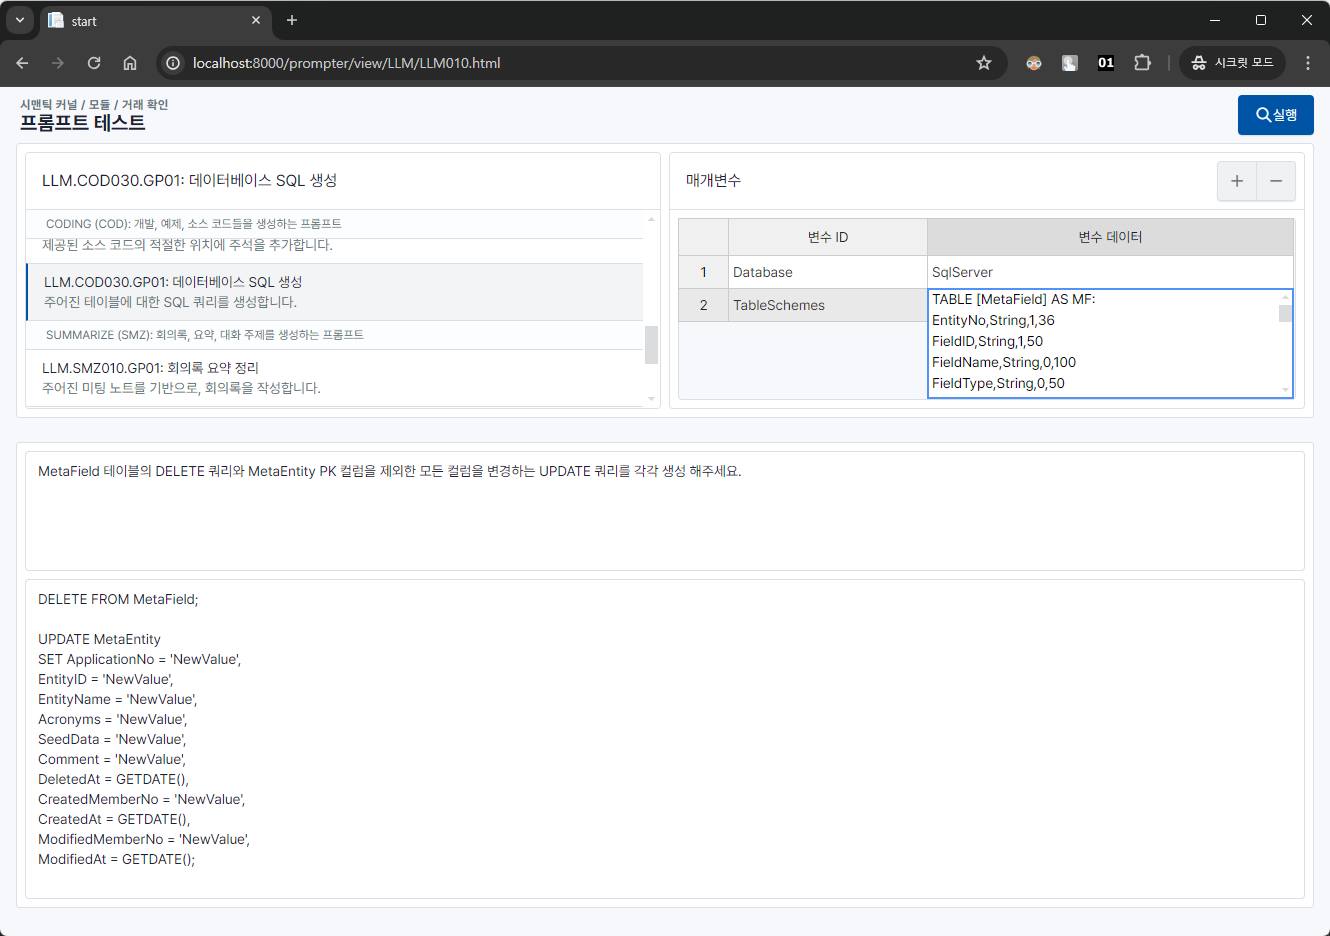 start
localhost:8000/prompter/view/LLM/LLM010.html
01
시크릿 모드
시맨틱 커널 / 모듈 / 거래 확인
프롬프트 테스트
실행
LLM.COD030.GP01: 데이터베이스 SQL 생성
CODING (COD): 개발, 예제, 소스 코드들을 생성하는 프롬프트
제공된 소스 코드의 적절한 위치에 주석을 추가합니다.
LLM.COD030.GP01: 데이터베이스 SQL 생성
주어진 테이블에 대한 SQL 쿼리를 생성합니다.
SUMMARIZE (SMZ): 회의록, 요약, 대화 주제를 생성하는 프롬프트
LLM.SMZ010.GP01: 회의록 요약 정리
주어진 미팅 노트를 기반으로, 회의록을 작성합니다.
매개변수
변수 ID
변수 데이터
1
Database
SqlServer
2
TableSchemes
TABLE [MetaField] AS MF:
EntityNo,String,1,36
FieldID,String,1,50
FieldName,String,0,100
FieldType,String,0,50
MetaField 테이블의 DELETE 쿼리와 MetaEntity PK 컬럼을 제외한 모든 컬럼을 변경하는 UPDATE 쿼리를 각각 생성 해주세요.
DELETE FROM MetaField;
UPDATE MetaEntity
SET ApplicationNo = 'NewValue',
EntityID = 'NewValue',
EntityName = 'NewValue',
Acronyms = 'NewValue',
SeedData = 'NewValue',
Comment = 'NewValue',
DeletedAt = GETDATE(),
CreatedMemberNo = 'NewValue',
CreatedAt = GETDATE(),
ModifiedMemberNo = 'NewValue',
ModifiedAt = GETDATE();